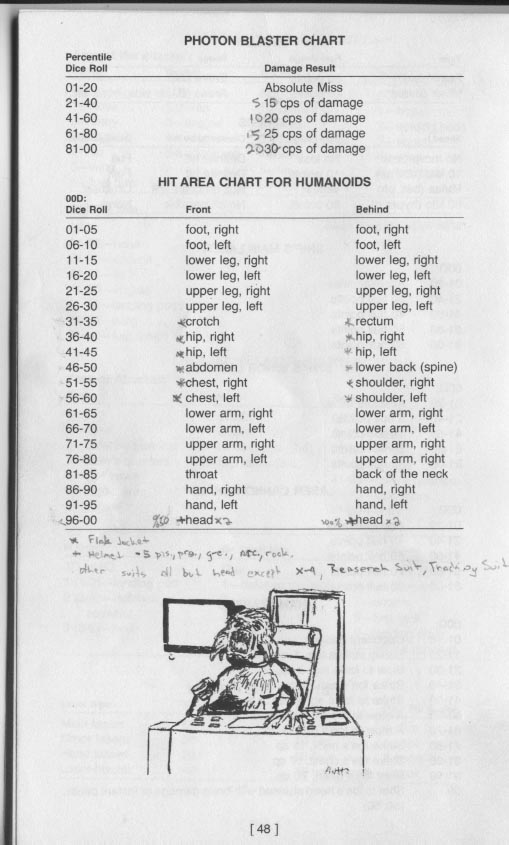 PHOTON BLASTER CHART
Percentile
Dice Roll Damage Result
01-20 Absolute Miss
21-40 5 15 cps of damage
41-60 10 20 cps of damage
61-80 15 25 cps of damage
81-00 20 30 cps of damage
HIT AREA CHART FOR HUMANOIDS
00D:
Dice Roll Front Behind
01-05 foot, right foot, right
06-10 foot, left foot, left
11-15 lower leg, right lower leg, right
16-20 lower leg, left lower leg, left
21-25 upper leg, right upper leg, right
26-30 upper leg, left upper leg, left
31-35 *crotch *rectum
36-40 *hip, right *hip, right
41-45 *hip, left *hip, left
46-50 *abdomen *lower back (spine)
51-55 *chest, right *shoulder, right
56-60 *chest, left *shoulder, left
61-65 lower arm, right lower arm, right
66-70 lower arm, left lower arm, left
71-75 upper arm, right upper arm, right
76-80 upper arm, left upper arm, left
81-85 throat back of the neck
86-90 hand, right hand, right
91-95 hand, left hand, left
96-00 +head x2 100% +head x2
* Flak Jacket
+ Helmet -5 pis., pro., gre., rock.
other suits all but head except X-4, Research Suit, Tracking Suit
[48]